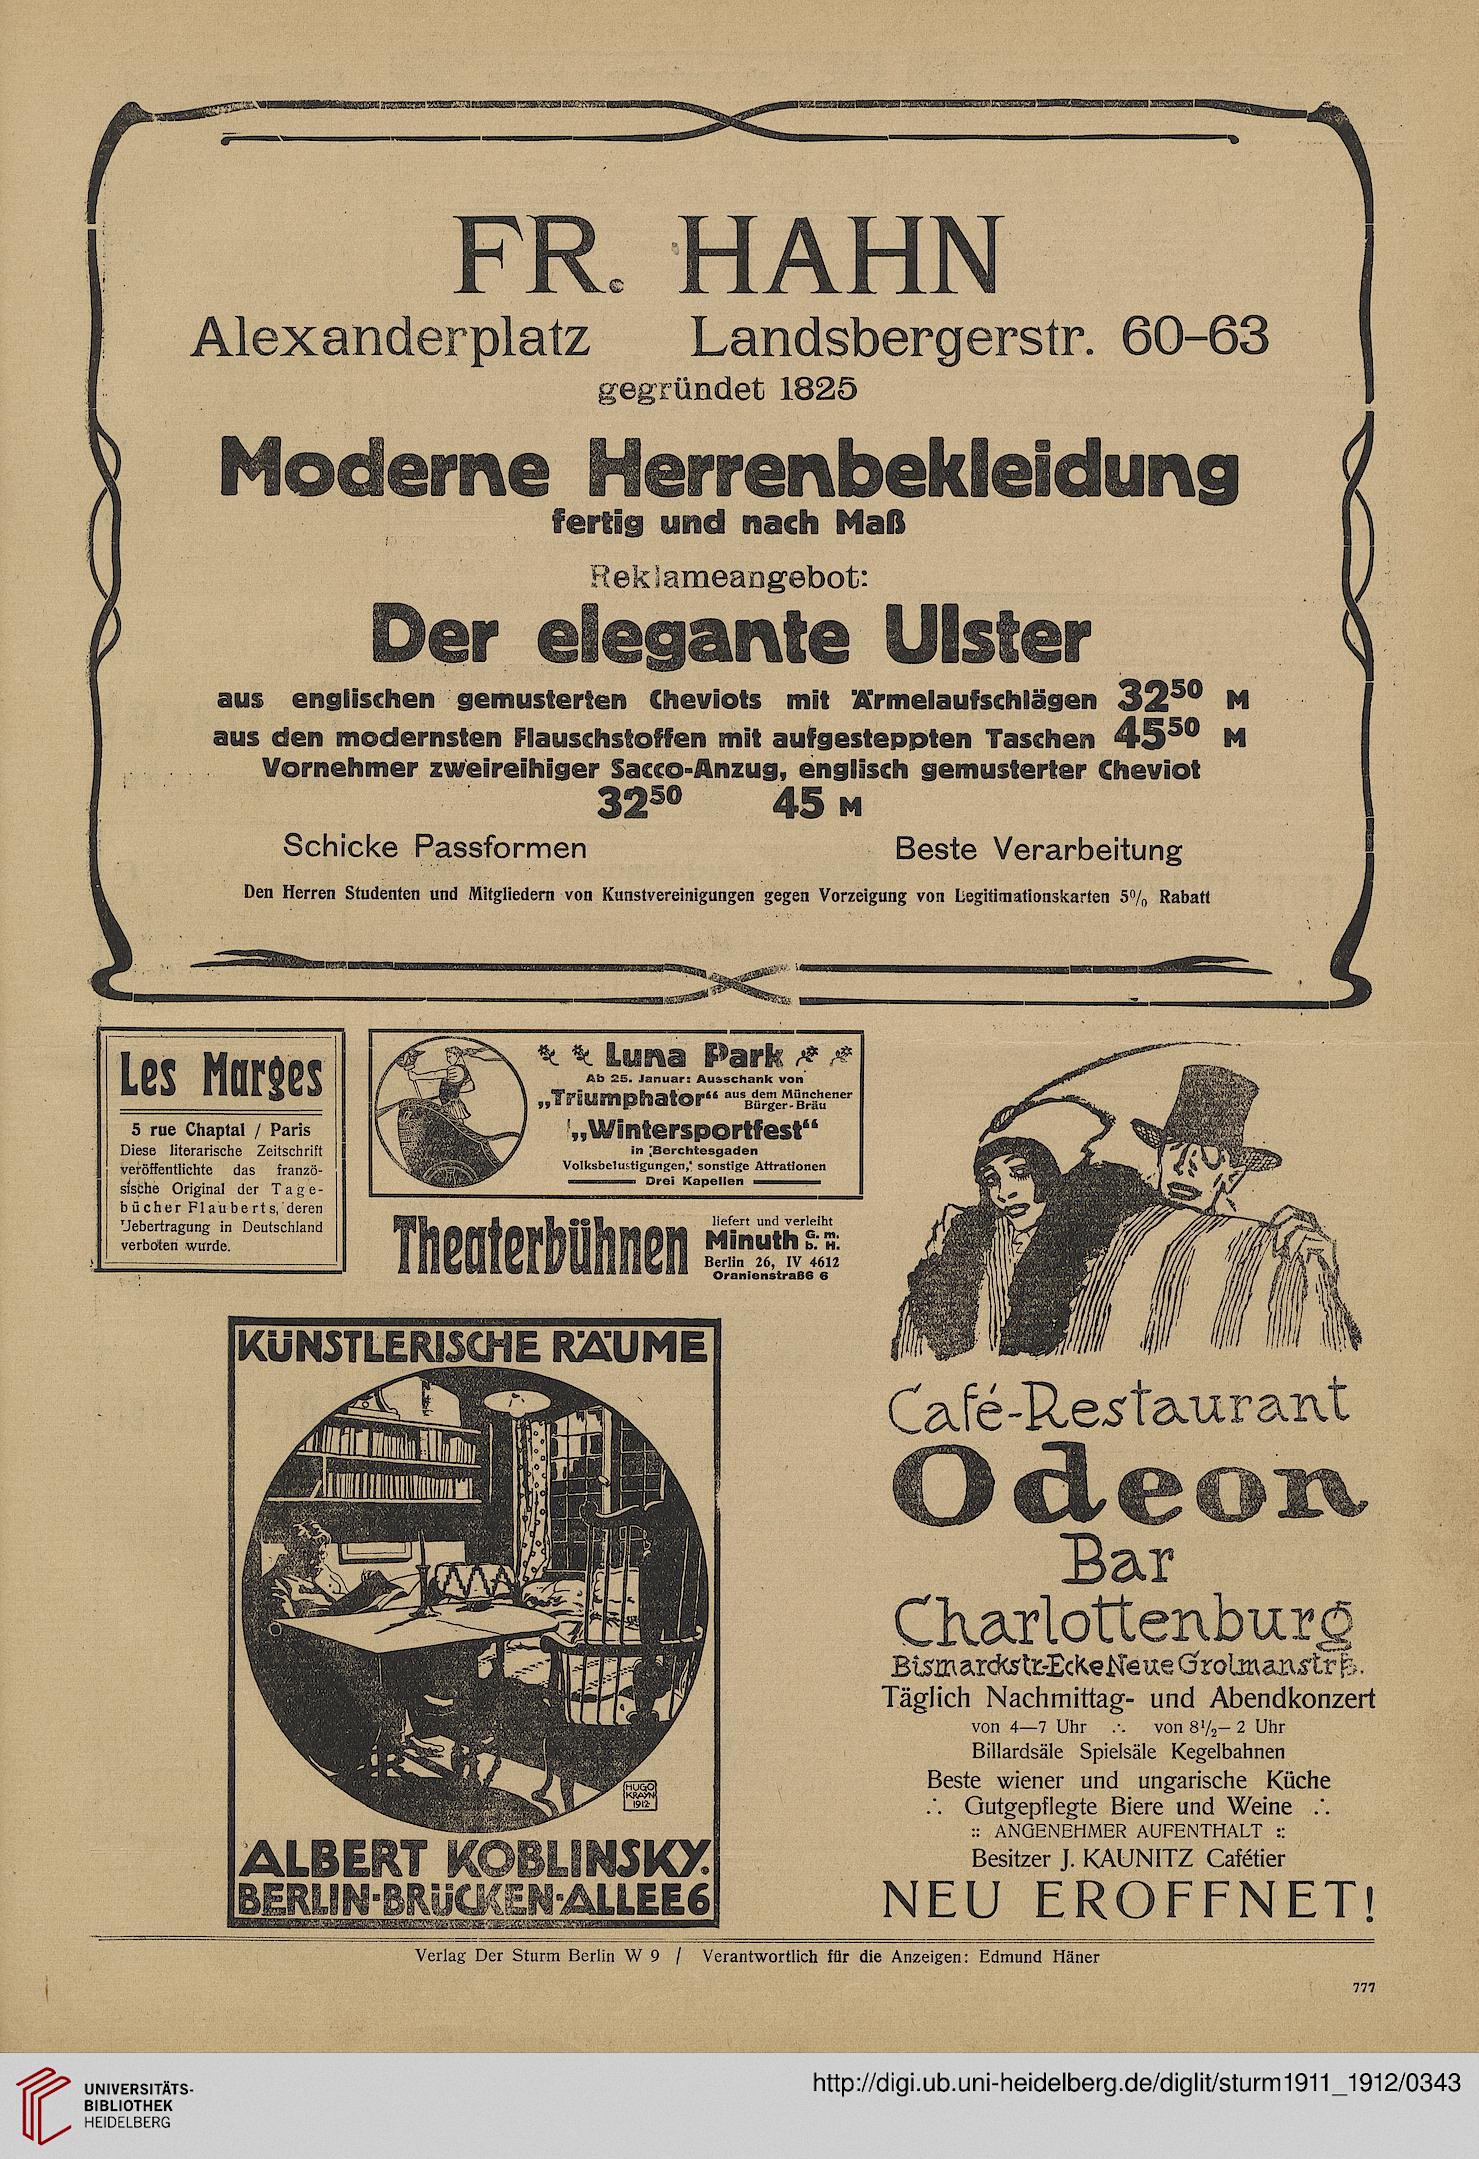 FR. HAHN
Alexanderplatz Landsbergerstr. 60-63
gegründet 1825
Moderne Herrenbekleidung
fertig und nach Maß
Reklameangebot:
Der elegante Ulster
aus englischen gemusterten Cheviots mit Ärmelaufschlägen 32⁵⁰ M
aus den modernsten Flauschstoffen mit aufgesteppten Taschen 45⁵⁰ M
Vornehmer zweireihiger Sacco-Anzug, englisch gemusterter Cheviot
32⁵⁰ 45 M
Schicke Passformen Beste Verarbeitung
Den Herren Studenten und Mitgliedern von Kunstvereinigungen gegen Vorzeigung von Legitimationskarten 5% Rabatt
Les Marges
5 rue Chaptal / Paris
Diese literarische Zeitschrift
veröffentlichte das franzö-
sische Original der Tage-
bücher Flauberts, deren
Uebertragung in Deutschland
verboten wurde.
Luna Park
Ab 25. Januar: Ausschank von
„Triumphator“ aus dem Münchener
Bürger-Bräu
„Wintersportfest“
in Berchtesgaden
Volksbelustigungen, sonstige Attrationen
Drei Kapellen
Theaterbühnen
liefert und verleiht
Minuth G. m.
b. H.
Berlin 26, IV 4612
Oranienstraß6 6
KÜNSTLERISCHE RÄUME
HUGO
KRAYN
1912
ALBERT KOBLINSKY.
BERLIN·BRÜCKEN·ALLEE 6
Café-Restaurant
Odeon
Bar
Charlottenburg
Bismarckstr-Ecke Neue Grolmanstrß.
Täglich Nachmittag- und Abendkonzert
von 4—7 Uhr ∴ von 8½— 2 Uhr
Billardsäle Spielsäle Kegelbahnen
Beste wiener und ungarische Küche
∴ Gutgepflegte Biere und Weine ∴
:: ANGENEHMER AUFENTHALT ::
Besitzer J. KAUNITZ Cafétier
NEU EROFFNET!
Verlag Der Sturm Berlin W 9 / Verantwortlich für die Anzeigen: Edmund Häner
777
UNIVERSITÄTS-
BIBLIOTHEK
HEIDELBERG
http://digi.ub.uni-heidelberg.de/diglit/sturm1911_1912/0343